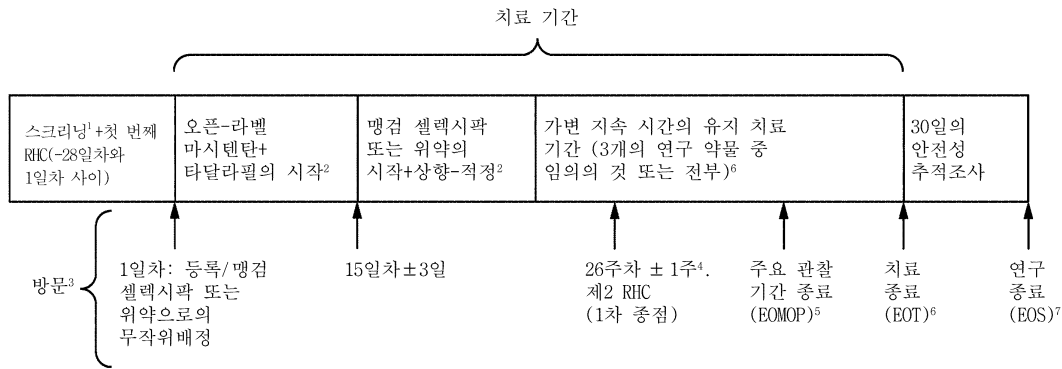 치료 기간
스크리닝¹+첫 번째
RHC(-28일차와
1일차 사이)
오픈-라벨
마시텐탄+
타달라필의 시작²
맹검 셀렉시팍
또는 위약의
시작+상향-적정²
가변 지속 시간의 유지 치료
기간 (3개의 연구 약물 중
임의의 것 또는 전부)⁶
30일의
안전성
추적조사
방문³
1일차: 등록/맹검
셀렉시팍 또는
위약으로의
무작위배정
15일차±3일
26주차 ± 1주⁴.
제2 RHC
(1차 종점)
주요 관찰
기간 종료
(EOMOP)⁵
치료
종료
(EOT)⁶
연구
종료
(EOS)⁷